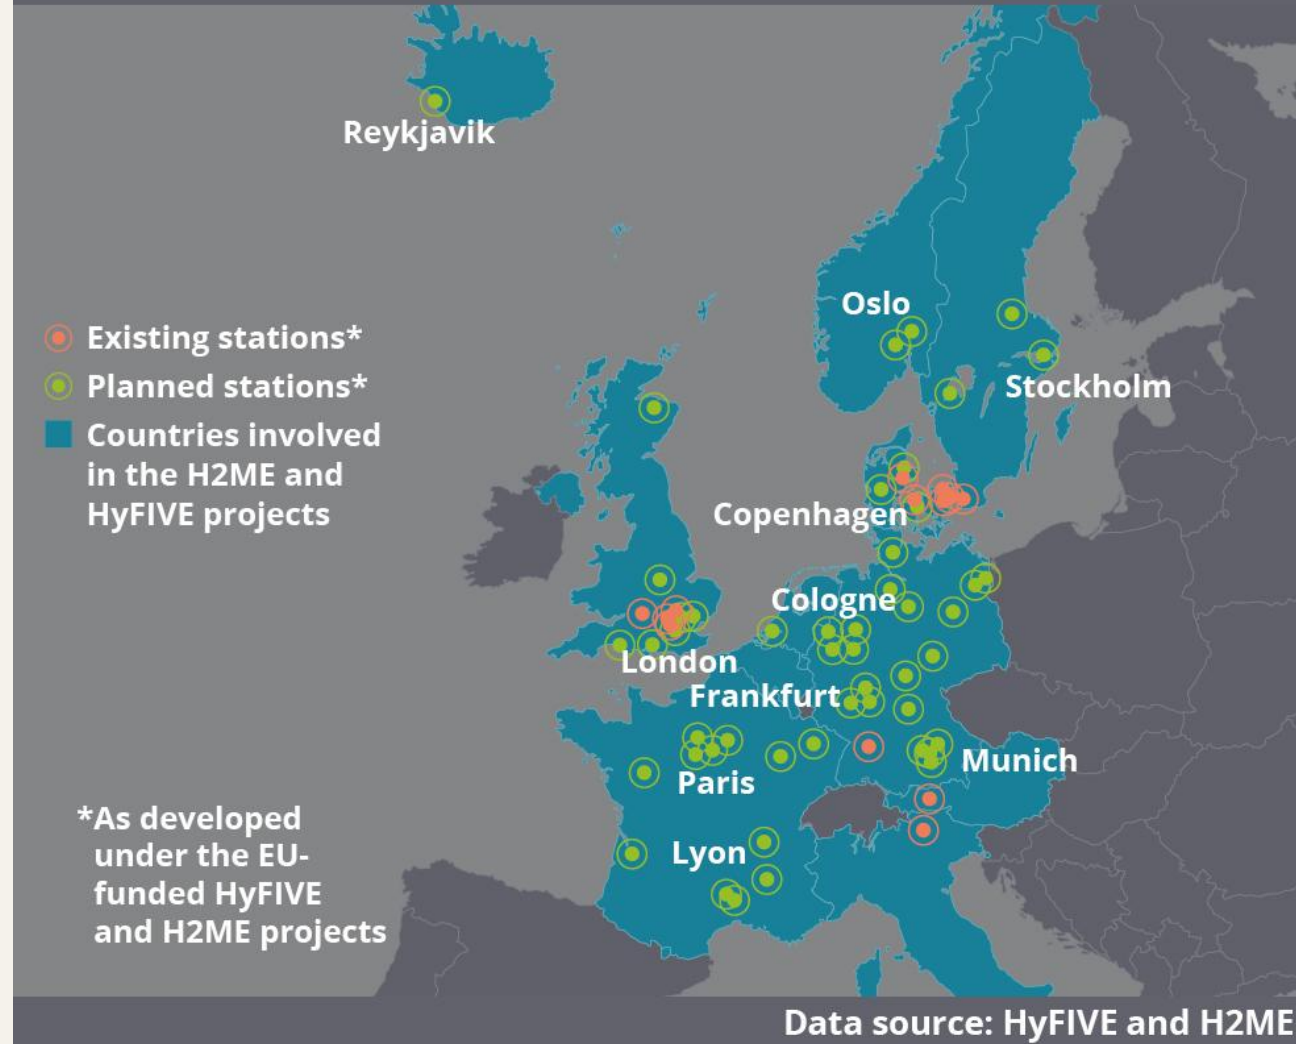 Reykjavik
Oslo
Existing stations*
Planned stations*
Stockholm
Countries involved
in the H2ME and
HyFIVE projects
Copenhagen
Cologne
London
Frankfurt
Munich
Paris
*As developed
under the EU-
funded HyFIVE
and H2ME projects
Lyon
Data source: HyFIVE and H2ME